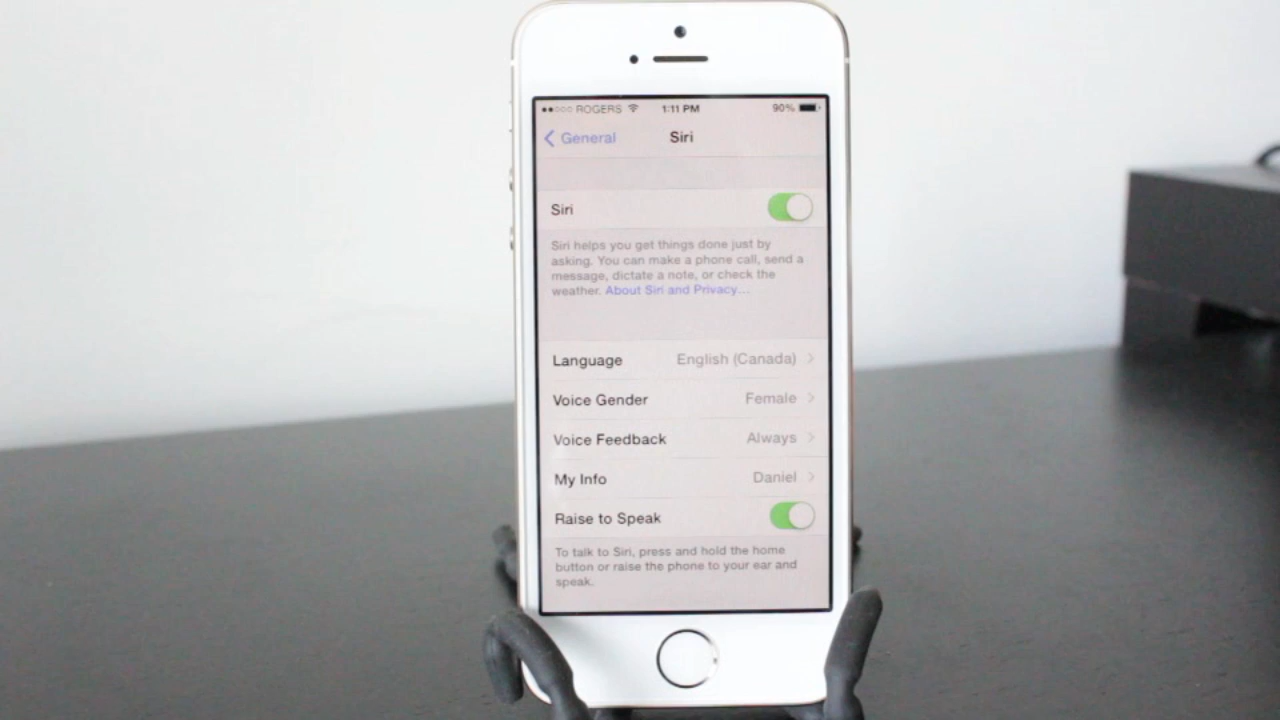 ROGERS 1:11 PM 90%
General Siri
Siri
Siri helps you get things done just by
asking. You can make a phone call, send a
message, dictate a note, or check the
weather. About Siri and Privacy...
Language English (Canada)
Voice Gender Female
Voice Feedback Always
My Info Daniel
Raise to Speak
To talk to Siri, press and hold the home
button or raise the phone to your ear and
speak.